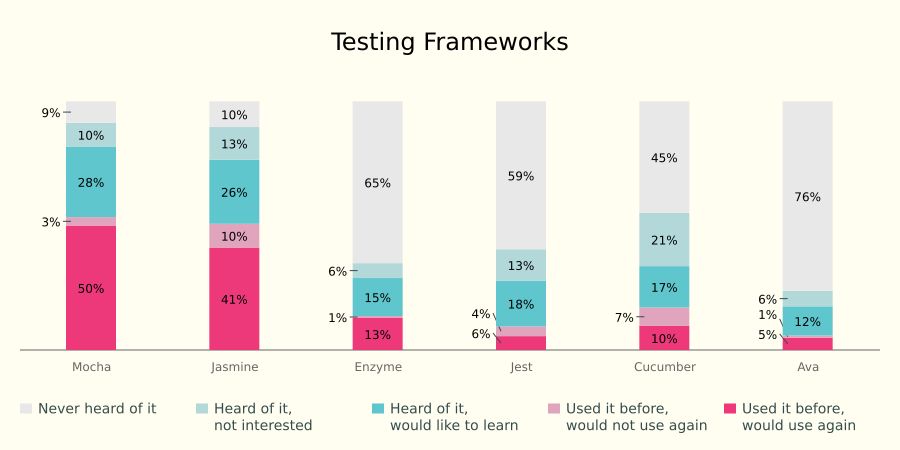 Testing Frameworks
9%
10%
28%
3%
50%
10%
13%
26%
10%
41%
65%
6%
15%
1%
13%
59%
13%
18%
4%
6%
45%
21%
17%
7%
10%
76%
6%
1%
12%
5%
Mocha
Jasmine
Enzyme
Jest
Cucumber
Ava
Never heard of it
Heard of it,
not interested
Heard of it,
would like to learn
Used it before,
would not use again
Used it before,
would use again